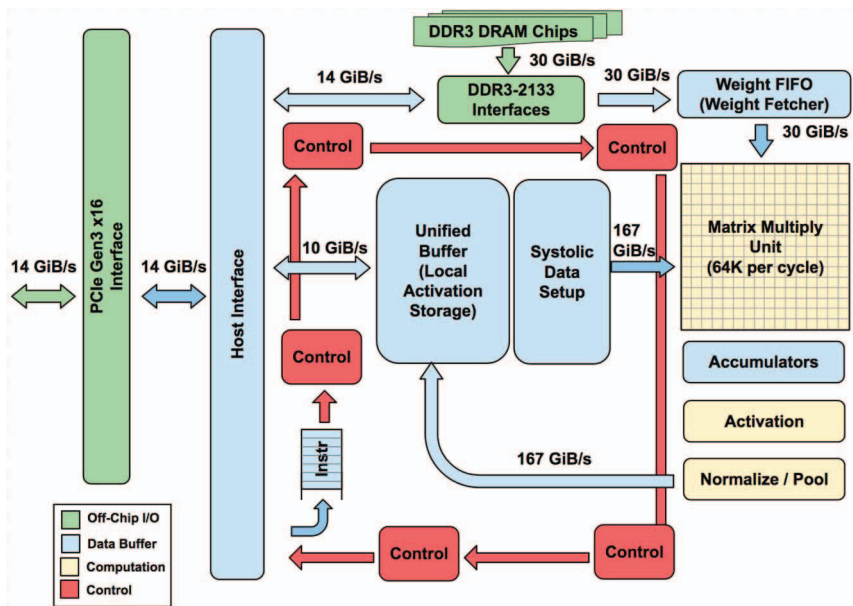 DDR3 DRAM Chips
30 GiB/s
14 GiB/s
DDR3-2133
Interfaces
30 GiB/s
Weight FIFO
(Weight Fetcher)
30 GiB/s
Control
Control
Matrix Multiply
Unit
(64K per cycle)
Unified
Buffer
(Local
Activation
Storage)
Systolic
Data
Setup
167
GiB/s
10 GiB/s
14 GiB/s
PCIe Gen3 x16
Interface
14 GiB/s
Host Interface
Control
Accumulators
Activation
Instr
167 GiB/s
Normalize / Pool
Control
Control
Off-Chip I/O
Data Buffer
Computation
Control